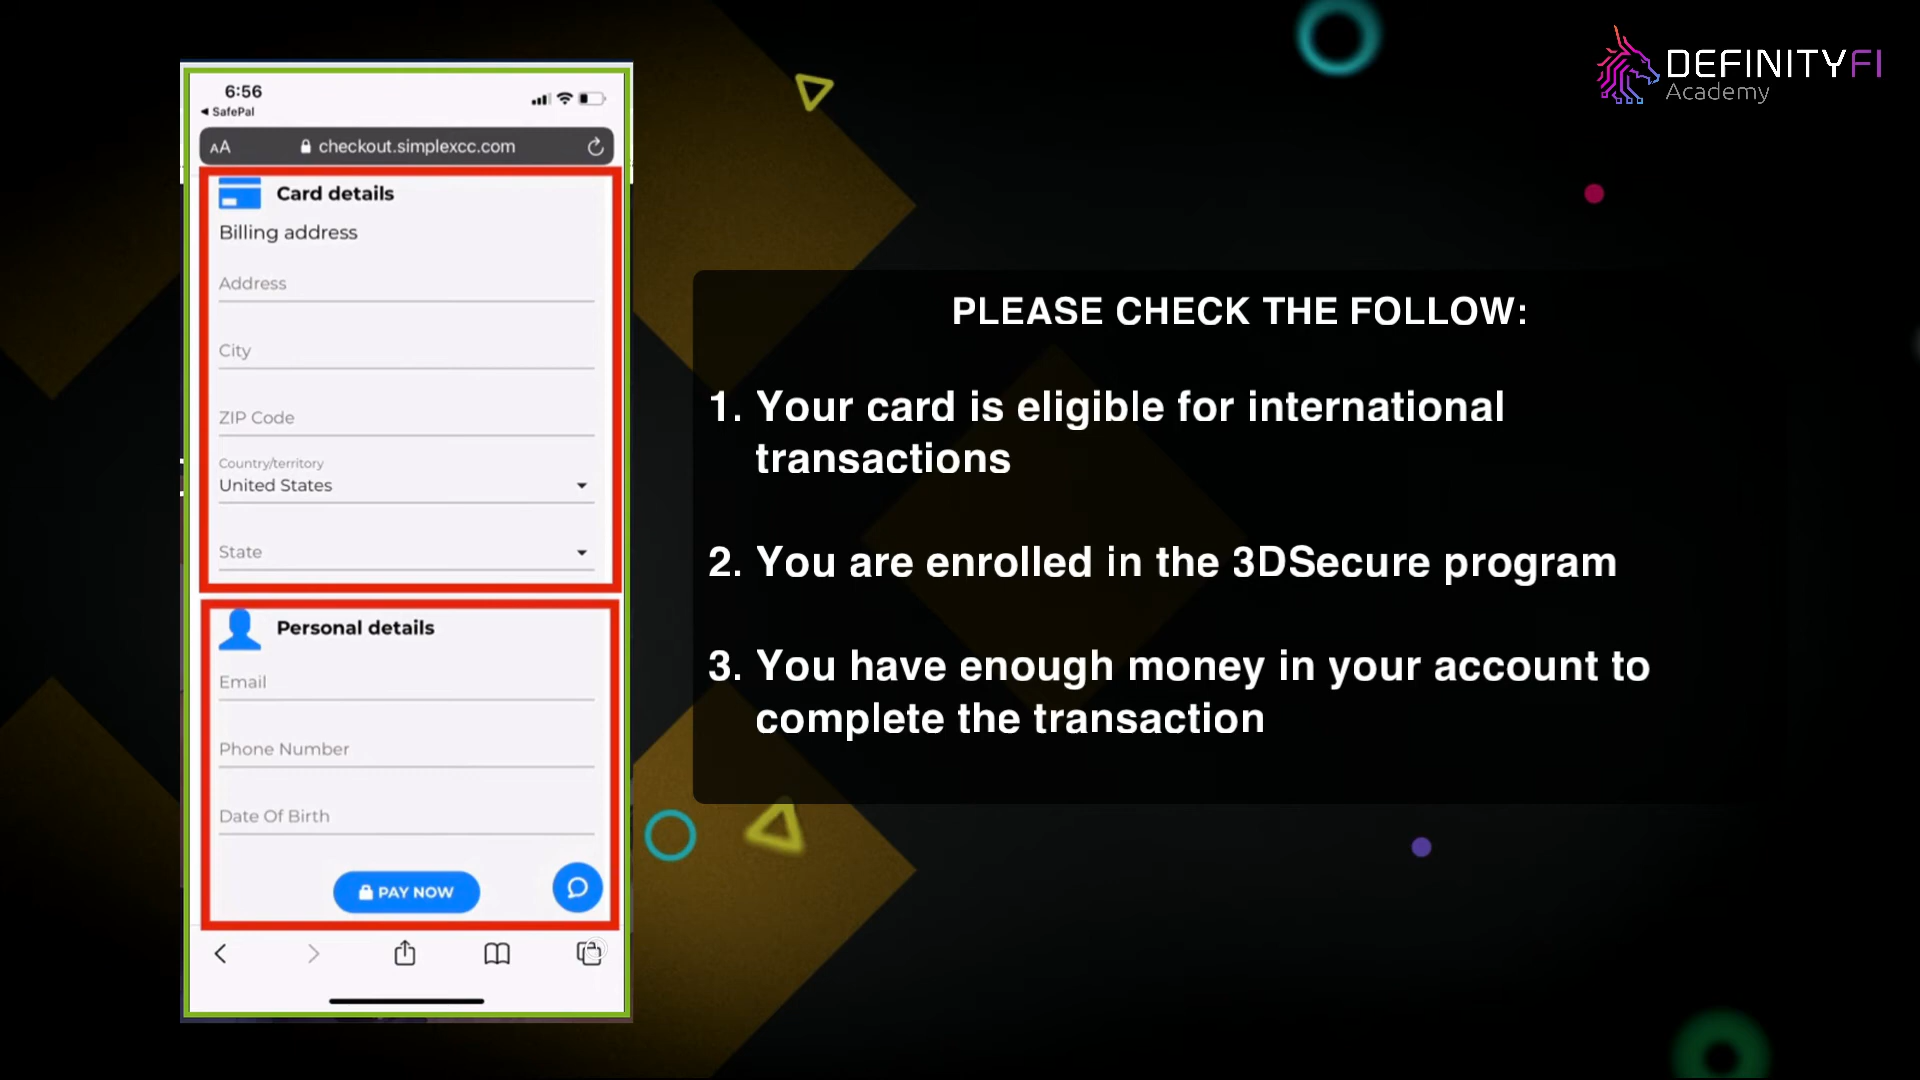 DEFINITYFI
Academy
6:56
SafePal
AA
checkout.simplexcc.com
Card details
Billing address
Address
City
ZIP Code
Country/territory
United States
State
Personal details
Email
Phone Number
Date Of Birth
PAY NOW
PLEASE CHECK THE FOLLOW:
1. Your card is eligible for international
transactions
2. You are enrolled in the 3DSecure program
3. You have enough money in your account to
complete the transaction